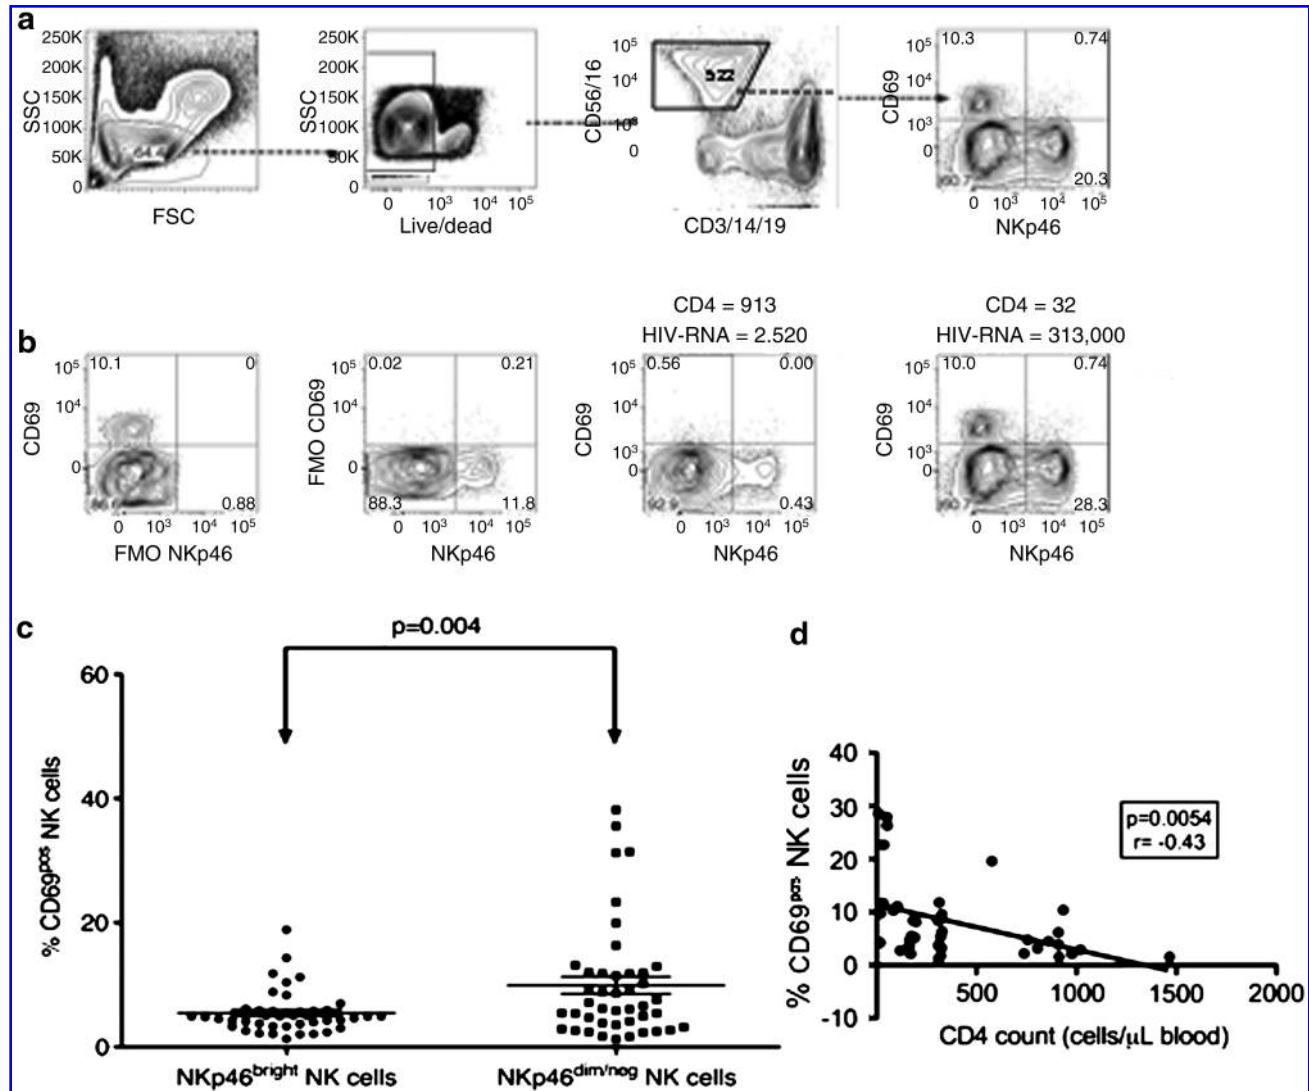 a
250K
200K
150K
100K
50K
0
SSC
64.4
FSC
250K
200K
150K
100K
50K
0
SSC
0 10³ 10⁴ 10⁵
Live/dead
10⁵
10⁴
0
CD56/16
CD3/14/19
10.3 0.74
10⁵
10⁴
10³
0
CD69
20.3
0 10³ 10⁴ 10⁵
NKp46
b
10.1 0
10⁵
10⁴
0
CD69
0.88
0 10³ 10⁴ 10⁵
FMO NKp46
0.02 0.21
10⁵
10⁴
0
FMO CD69
88.3 11.8
0 10³ 10⁴ 10⁵
NKp46
CD4 = 913
HIV-RNA = 2.520
0.56 0.00
10⁵
10⁴
10³
0
CD69
92.9 0.43
0 10³ 10⁴ 10⁵
NKp46
CD4 = 32
HIV-RNA = 313,000
10.0 0.74
10⁵
10⁴
10³
0
CD69
28.3
0 10³ 10⁴ 10⁵
NKp46
c
p=0.004
60
40
20
0
% CD69ᵖᵒˢ NK cells
NKp46ᵇʳⁱᵍʰᵗ NK cells
NKp46ᵈⁱᵐ/ⁿᵉᵍ NK cells
d
40
30
20
10
0
-10
% CD69ᵖᵒˢ NK cells
p=0.0054
r= -0.43
500 1000 1500 2000
CD4 count (cells/μL blood)